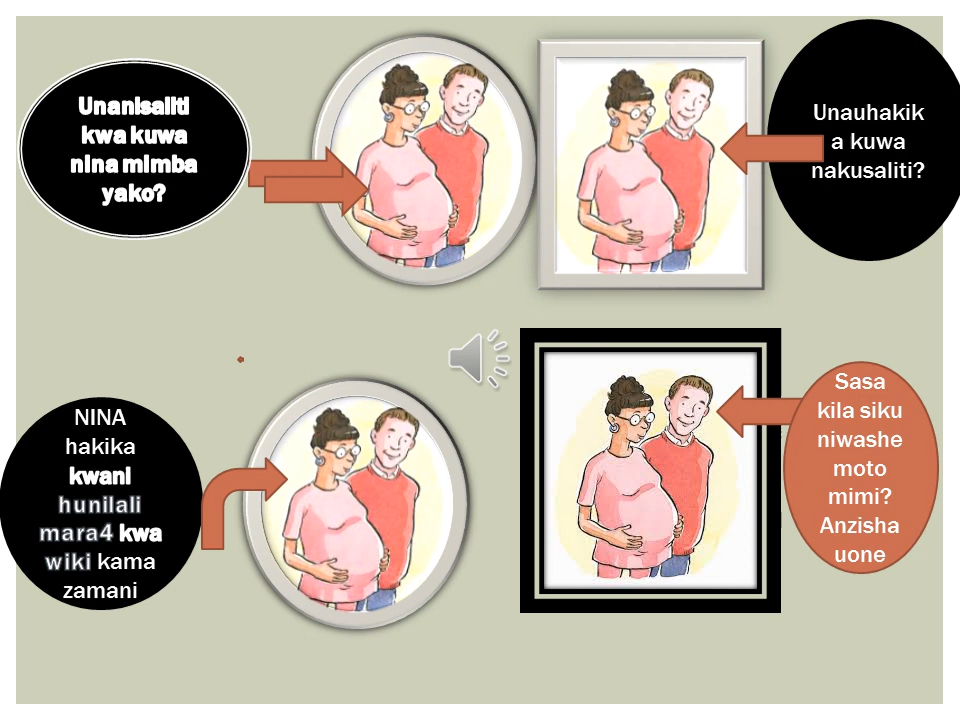 Unanisaliti
kwa kuwa
nina mimba
yako?
Unauhakik
a kuwa
nakusaliti?
NINA
hakika
kwani
hunilali
mara4 kwa
wiki kama
zamani
Sasa
kila siku
niwashe
moto
mimi?
Anzisha
uone